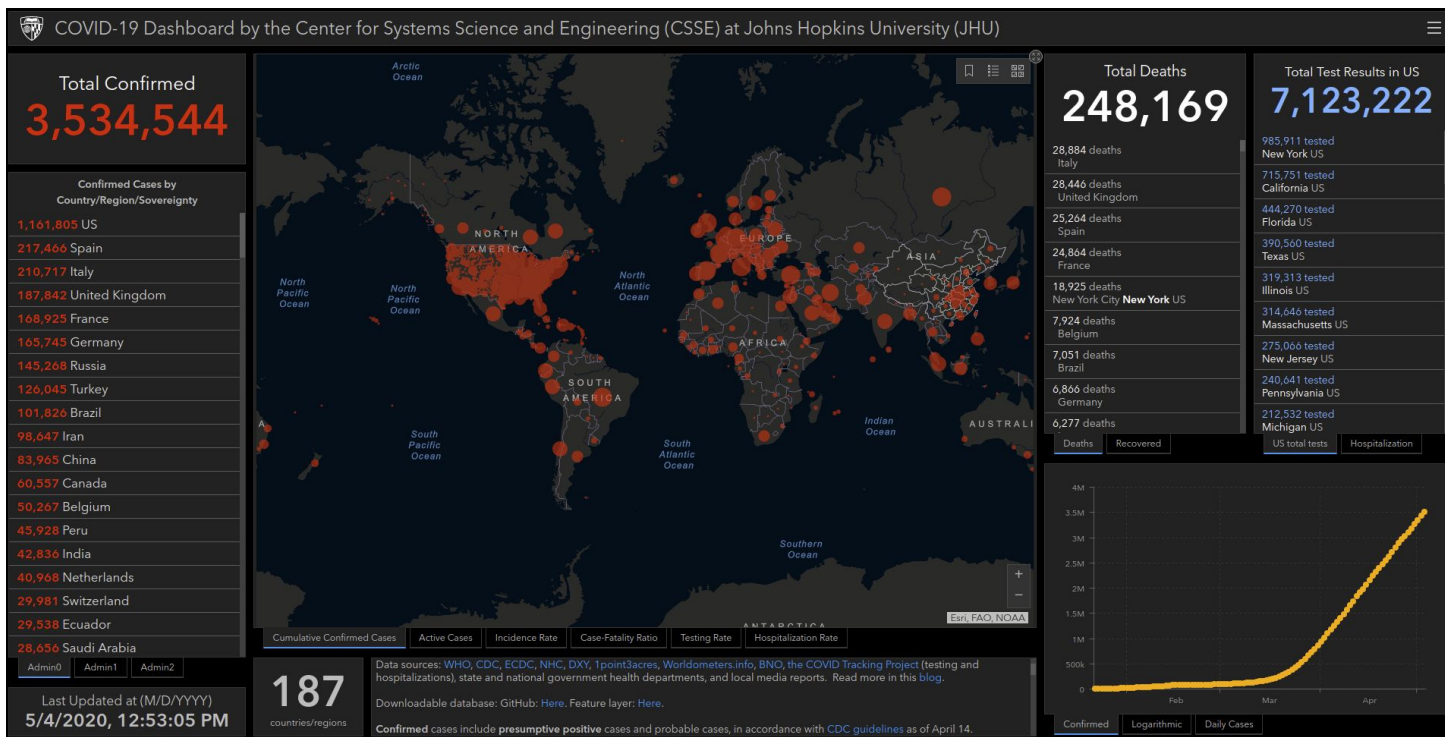 COVID-19 Dashboard by the Center for Systems Science and Engineering (CSSE) at Johns Hopkins University (JHU)
Total Confirmed
3,534,544
Confirmed Cases by
Country/Region/Sovereignty
1,161,805 US
217,466 Spain
210,717 Italy
187,842 United Kingdom
168,925 France
165,745 Germany
145,268 Russia
126,045 Turkey
101,826 Brazil
98,647 Iran
83,965 China
60,557 Canada
50,267 Belgium
45,928 Peru
42,836 India
40,968 Netherlands
29,981 Switzerland
29,538 Ecuador
28,656 Saudi Arabia
Admin0 Admin1 Admin2
Last Updated at (M/D/YYYY)
5/4/2020, 12:53:05 PM
Arctic
Ocean
NORTH
AMERICA
EUROPE
ASIA
North
Pacific
Ocean
North
Pacific
Ocean
North
Atlantic
Ocean
AFRICA
SOUTH
AMERICA
Indian
Ocean
A
AUSTRALI
South
Pacific
Ocean
South
Atlantic
Ocean
Southern
Ocean
ANTARCTICA
+
−
Esri, FAO, NOAA
Cumulative Confirmed Cases Active Cases Incidence Rate Case-Fatality Ratio Testing Rate Hospitalization Rate
187
countries/regions
Data sources: WHO, CDC, ECDC, NHC, DXY, 1point3acres, Worldometers.info, BNO, the COVID Tracking Project (testing and
hospitalizations), state and national government health departments, and local media reports. Read more in this blog.
Downloadable database: GitHub: Here. Feature layer: Here.
Confirmed cases include presumptive positive cases and probable cases, in accordance with CDC guidelines as of April 14.
Total Deaths
248,169
28,884 deaths
Italy
28,446 deaths
United Kingdom
25,264 deaths
Spain
24,864 deaths
France
18,925 deaths
New York City New York US
7,924 deaths
Belgium
7,051 deaths
Brazil
6,866 deaths
Germany
6,277 deaths
Deaths Recovered
Total Test Results in US
7,123,222
985,911 tested
New York US
715,751 tested
California US
444,270 tested
Florida US
390,560 tested
Texas US
319,313 tested
Illinois US
314,646 tested
Massachusetts US
275,066 tested
New Jersey US
240,641 tested
Pennsylvania US
212,532 tested
Michigan US
US total tests Hospitalization
4M
3.5M
3M
2.5M
2M
1.5M
1M
500k
0
Feb Mar Apr
Confirmed Logarithmic Daily Cases